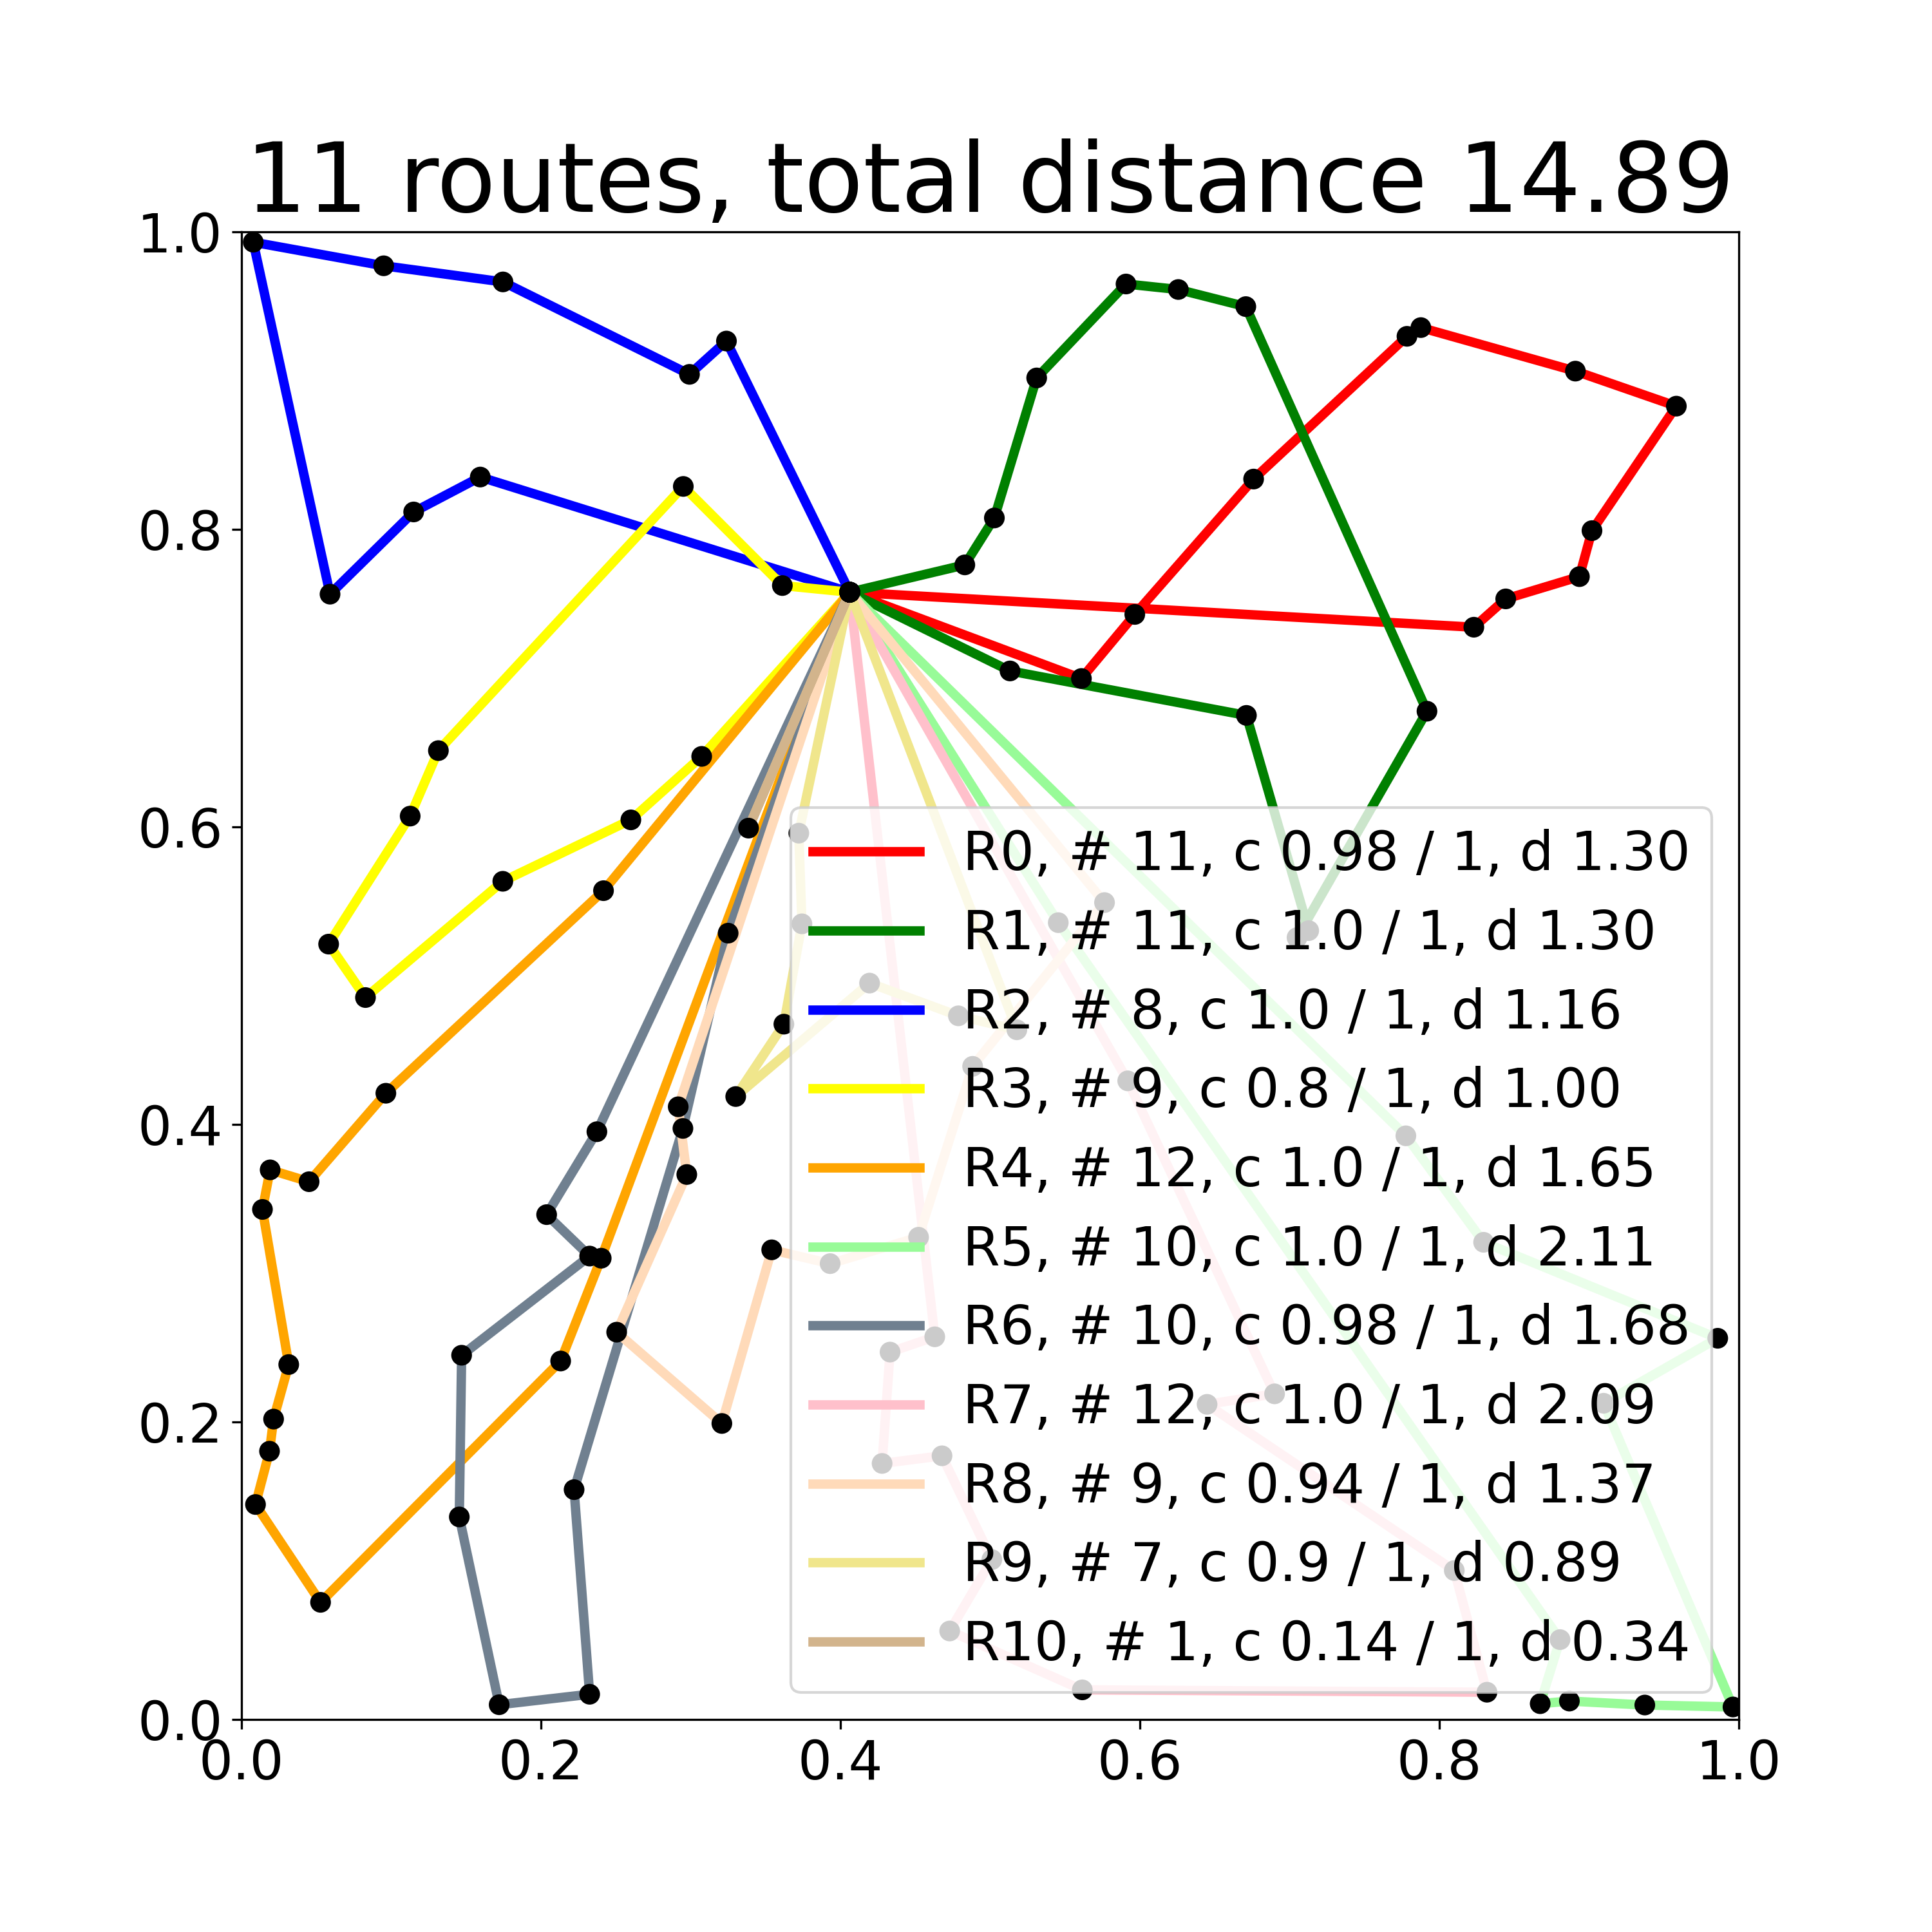 11 routes, total distance 14.89
1.0
0.8
0.6
0.4
0.2
0.0
0.0 0.2 0.4 0.6 0.8 1.0
R0, # 11, c 0.98 / 1, d 1.30
R1, # 11, c 1.0 / 1, d 1.30
R2, # 8, c 1.0 / 1, d 1.16
R3, # 9, c 0.8 / 1, d 1.00
R4, # 12, c 1.0 / 1, d 1.65
R5, # 10, c 1.0 / 1, d 2.11
R6, # 10, c 0.98 / 1, d 1.68
R7, # 12, c 1.0 / 1, d 2.09
R8, # 9, c 0.94 / 1, d 1.37
R9, # 7, c 0.9 / 1, d 0.89
R10, # 1, c 0.14 / 1, d 0.34